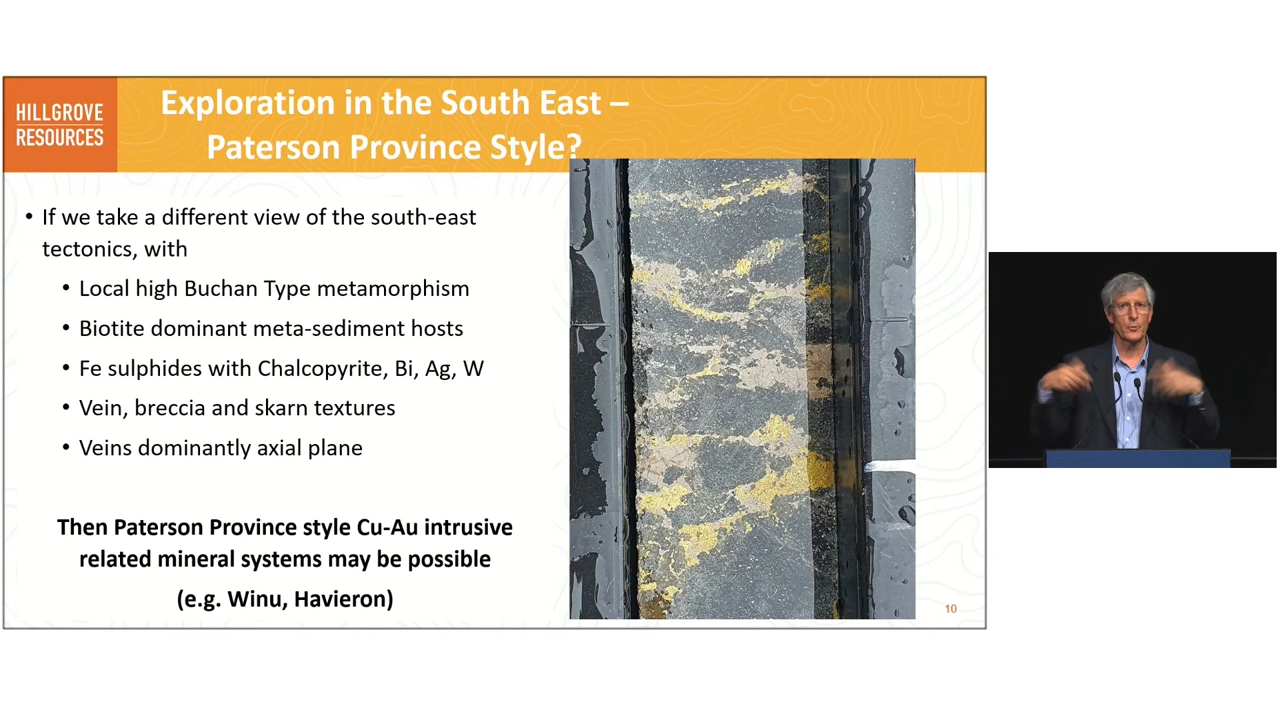 HILLGROVE
RESOURCES
Exploration in the South East –
Paterson Province Style?
• If we take a different view of the south-east
tectonics, with
• Local high Buchan Type metamorphism
• Biotite dominant meta-sediment hosts
• Fe sulphides with Chalcopyrite, Bi, Ag, W
• Vein, breccia and skarn textures
• Veins dominantly axial plane
Then Paterson Province style Cu-Au intrusive
related mineral systems may be possible
(e.g. Winu, Havieron)
10